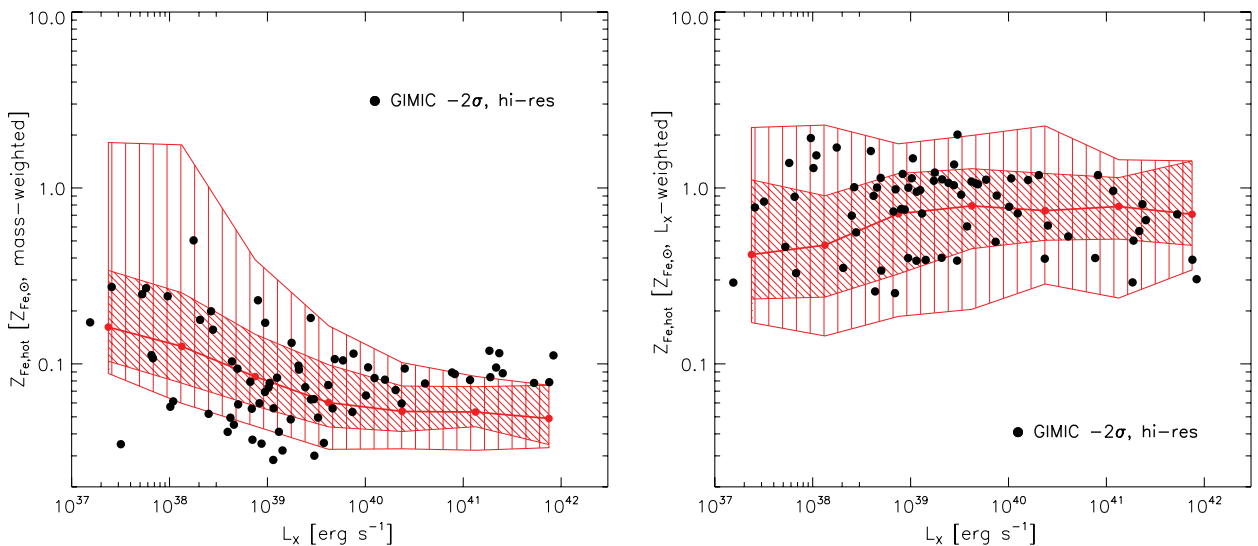 10.0
1.0
0.1
Z_Fe,hot [Z_Fe,⊙, mass−weighted]
GIMIC −2σ, hi−res
10^37 10^38 10^39 10^40 10^41 10^42
L_X [erg s^−1]
10.0
1.0
0.1
Z_Fe,hot [Z_Fe,⊙, L_X−weighted]
GIMIC −2σ, hi−res
10^37 10^38 10^39 10^40 10^41 10^42
L_X [erg s^−1]